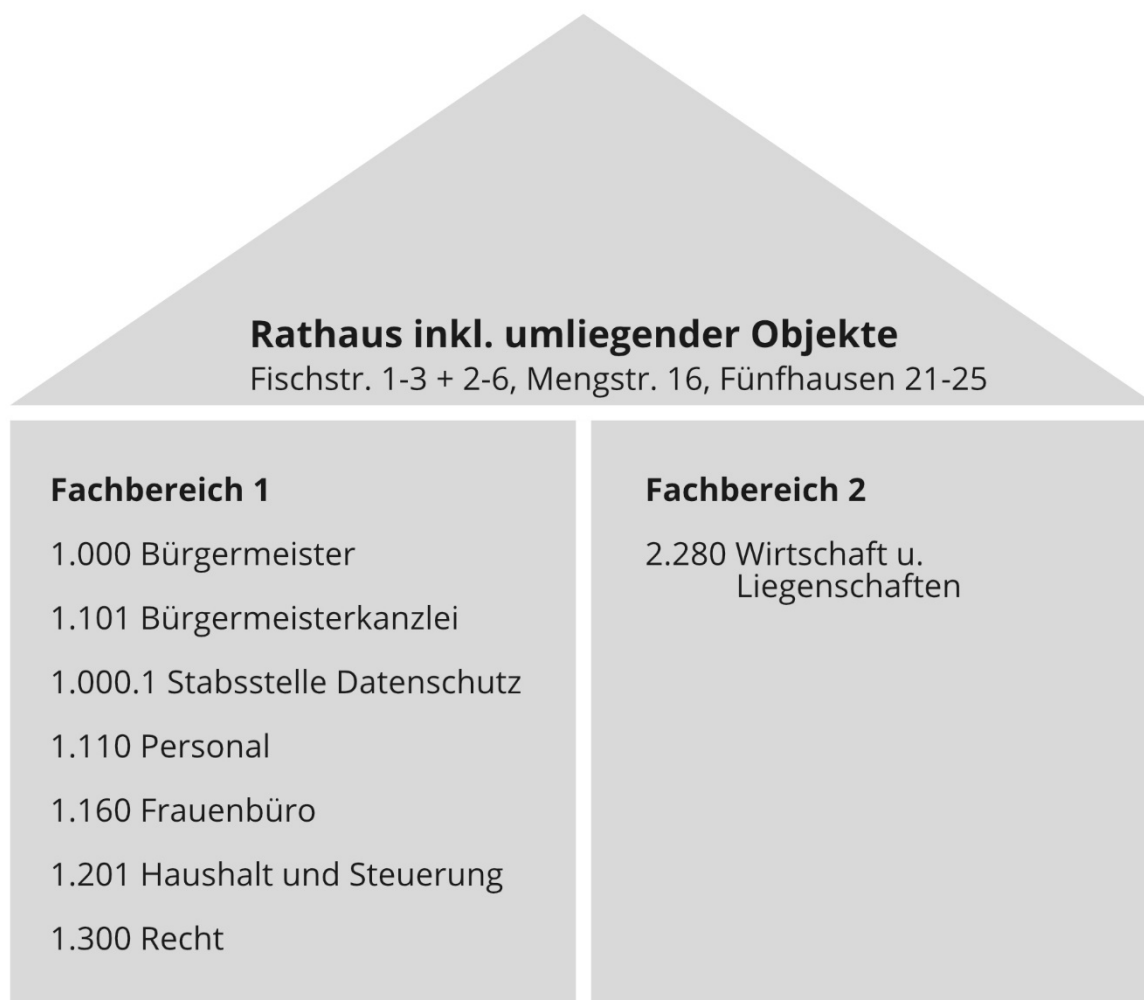 Rathaus inkl. umliegender Objekte
Fischstr. 1-3 + 2-6, Mengstr. 16, Fünfhausen 21-25
Fachbereich 1
1.000 Bürgermeister
1.101 Bürgermeisterkanzlei
1.000.1 Stabsstelle Datenschutz
1.110 Personal
1.160 Frauenbüro
1.201 Haushalt und Steuerung
1.300 Recht
Fachbereich 2
2.280 Wirtschaft u.
Liegenschaften